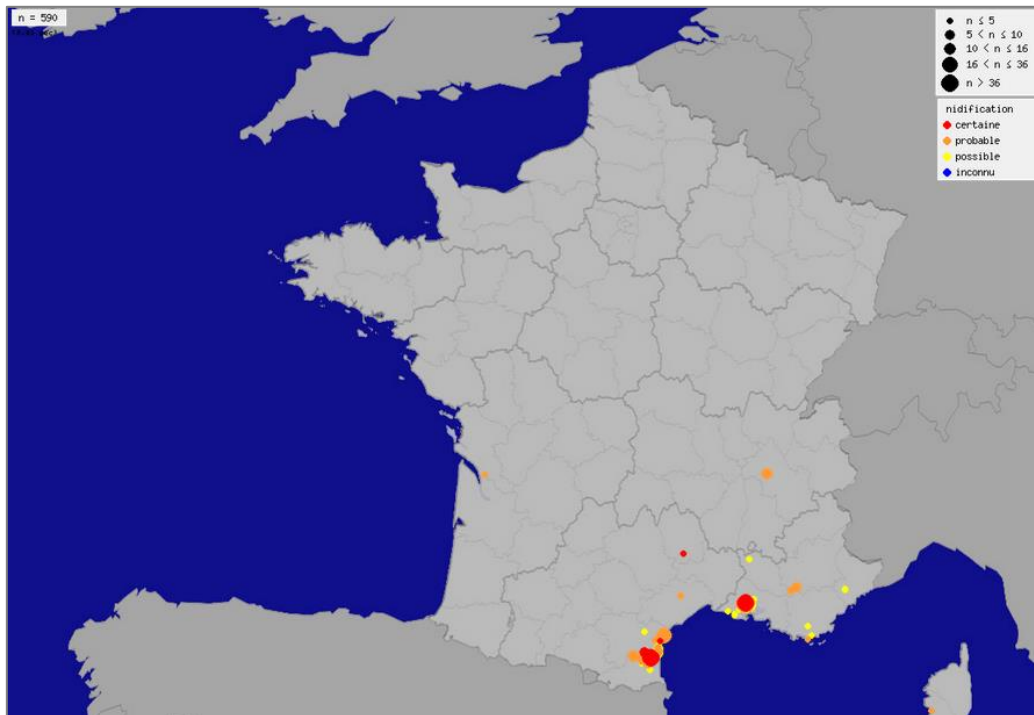 n = 590
n ≤ 5
5 < n ≤ 10
10 < n ≤ 16
16 < n ≤ 36
n > 36
nidification
certaine
probable
possible
inconnu